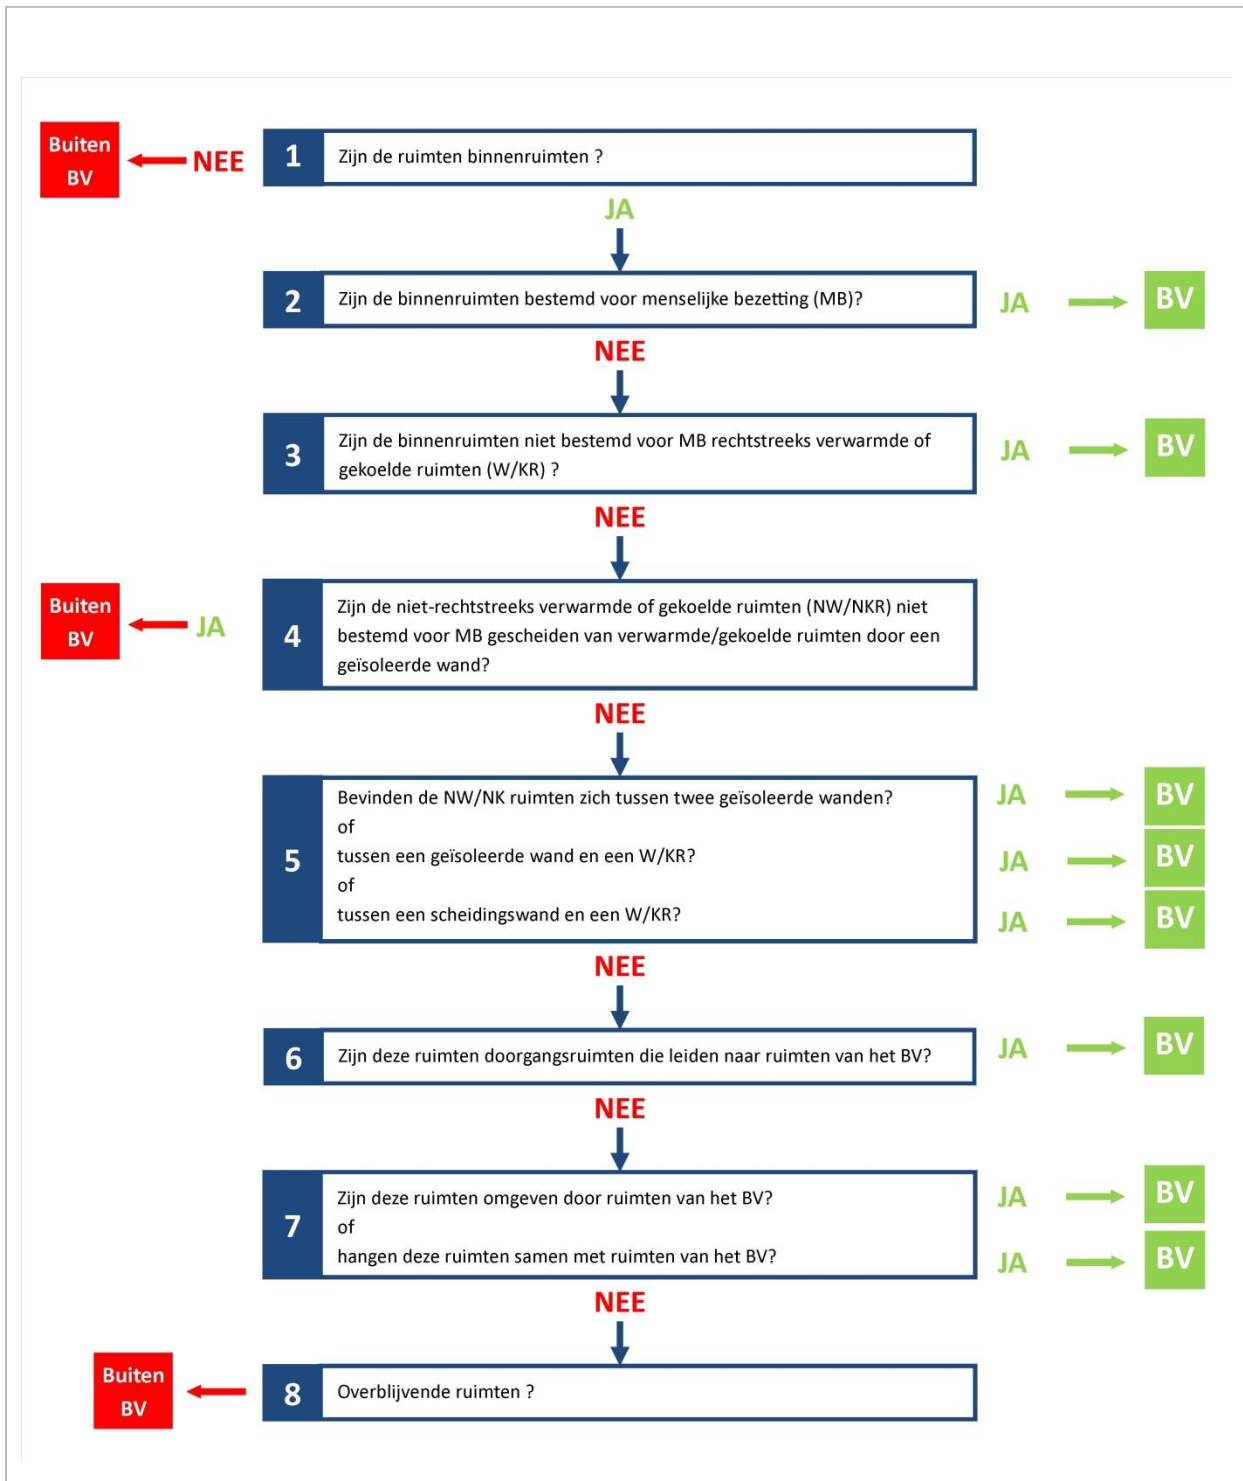 Buiten
BV
NEE
1
Zijn de ruimten binnenruimten ?
JA
2
Zijn de binnenruimten bestemd voor menselijke bezetting (MB)?
JA
BV
NEE
3
Zijn de binnenruimten niet bestemd voor MB rechtstreeks verwarmde of
gekoelde ruimten (W/KR) ?
JA
BV
NEE
Buiten
BV
JA
4
Zijn de niet-rechtstreeks verwarmde of gekoelde ruimten (NW/NKR) niet
bestemd voor MB gescheiden van verwarmde/gekoelde ruimten door een
geïsoleerde wand?
NEE
5
Bevinden de NW/NK ruimten zich tussen twee geïsoleerde wanden?
JA
BV
of
tussen een geïsoleerde wand en een W/KR?
JA
BV
of
tussen een scheidingswand en een W/KR?
JA
BV
NEE
6
Zijn deze ruimten doorgangsruimten die leiden naar ruimten van het BV?
JA
BV
NEE
7
Zijn deze ruimten omgeven door ruimten van het BV?
JA
BV
of
hangen deze ruimten samen met ruimten van het BV?
JA
BV
NEE
Buiten
BV
8
Overblijvende ruimten ?